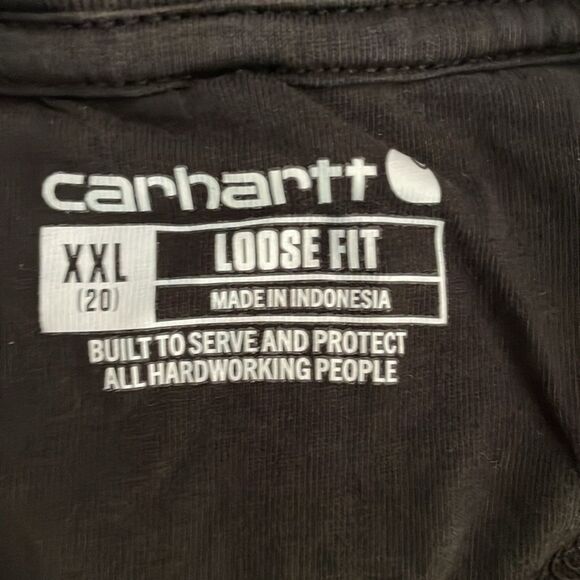 carhartt
XXL
(20)
LOOSE FIT
MADE IN INDONESIA
BUILT TO SERVE AND PROTECT
ALL HARDWORKING PEOPLE